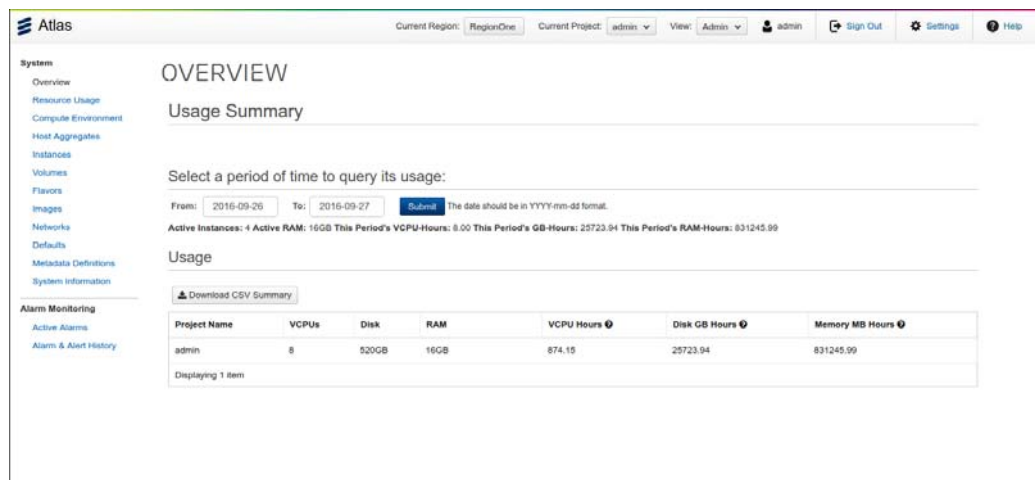 Atlas
Current Region: RegionOne Current Project: admin View: Admin admin Sign Out Settings Help
System
Overview
Resource Usage
Compute Environment
Host Aggregates
Instances
Volumes
Flavors
Images
Networks
Defaults
Metadata Definitions
System Information
Alarm Monitoring
Active Alarms
Alarm & Alert History
OVERVIEW
Usage Summary
Select a period of time to query its usage:
From: 2016-09-26 To: 2016-09-27 Submit The date should be in YYYY-mm-dd format.
Active Instances: 4 Active RAM: 16GB This Period's VCPU-Hours: 8.00 This Period's GB-Hours: 25723.94 This Period's RAM-Hours: 831245.99
Usage
Download CSV Summary
Project Name VCPUs Disk RAM VCPU Hours Disk GB Hours Memory MB Hours
admin 8 520GB 16GB 874.15 25723.94 831245.99
Displaying 1 item